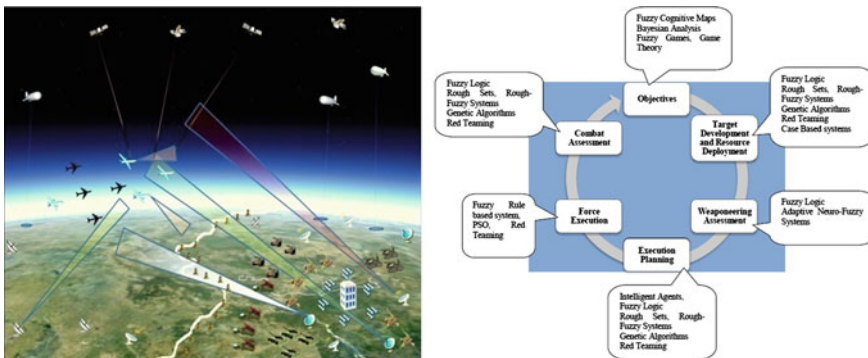 Fuzzy Cognitive Maps
Bayesian Analysis
Fuzzy Games, Game
Theory
Objectives
Fuzzy Logic
Rough Sets, Rough-
Fuzzy Systems
Genetic Algorithms
Red Teaming
Case Based systems
Target
Development
and Resource
Deployment
Fuzzy Logic
Adaptive Neuro-Fuzzy
Systems
Weaponeering
Assessment
Execution
Planning
Intelligent Agents,
Fuzzy Logic
Rough Sets, Rough-
Fuzzy Systems
Genetic Algorithms
Red Teaming
Force
Execution
Fuzzy Rule
based system,
PSO, Red
Teaming
Combat
Assessment
Fuzzy Logic
Rough Sets, Rough-
Fuzzy Systems
Genetic Algorithms
Red Teaming